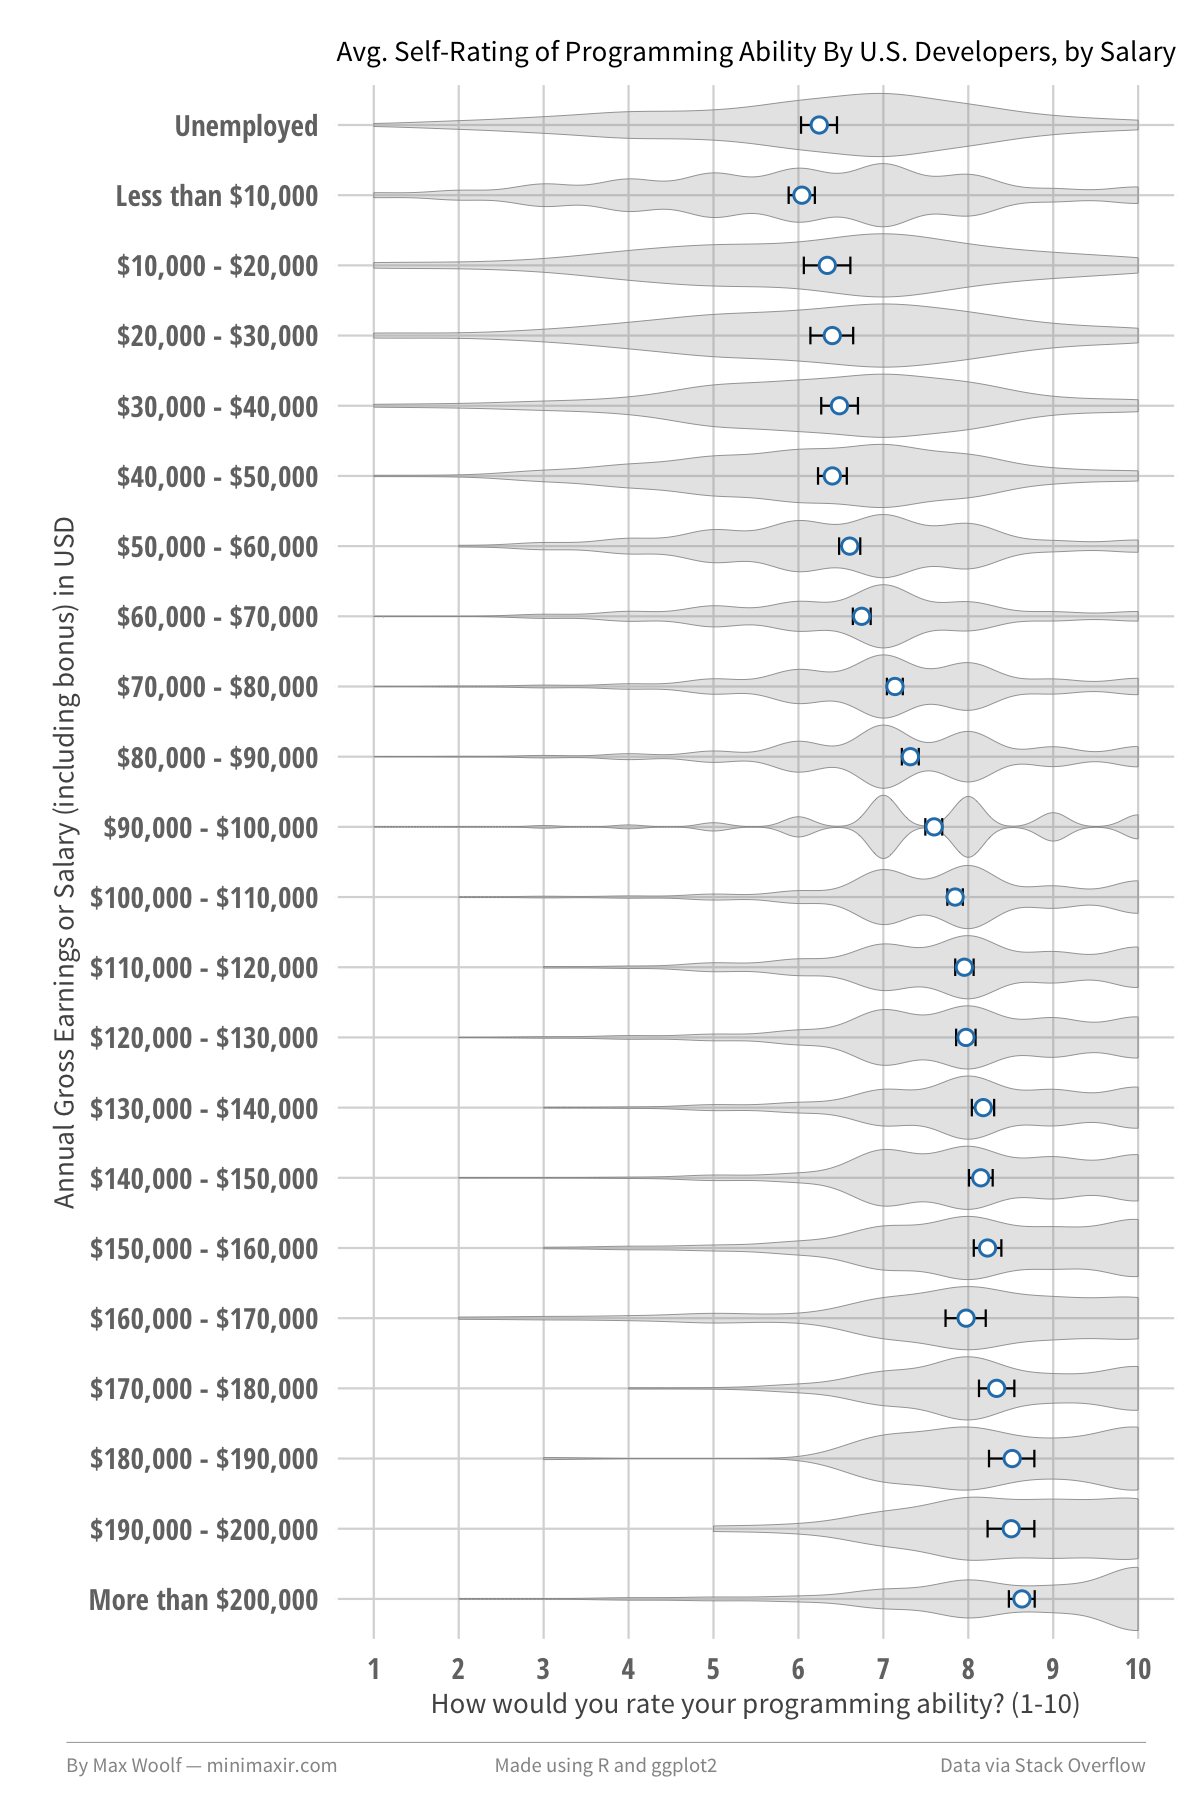 Avg. Self-Rating of Programming Ability By U.S. Developers, by Salary
Annual Gross Earnings or Salary (including bonus) in USD
Unemployed
Less than $10,000
$10,000 - $20,000
$20,000 - $30,000
$30,000 - $40,000
$40,000 - $50,000
$50,000 - $60,000
$60,000 - $70,000
$70,000 - $80,000
$80,000 - $90,000
$90,000 - $100,000
$100,000 - $110,000
$110,000 - $120,000
$120,000 - $130,000
$130,000 - $140,000
$140,000 - $150,000
$150,000 - $160,000
$160,000 - $170,000
$170,000 - $180,000
$180,000 - $190,000
$190,000 - $200,000
More than $200,000
1 2 3 4 5 6 7 8 9 10
How would you rate your programming ability? (1-10)
By Max Woolf — minimaxir.com
Made using R and ggplot2
Data via Stack Overflow